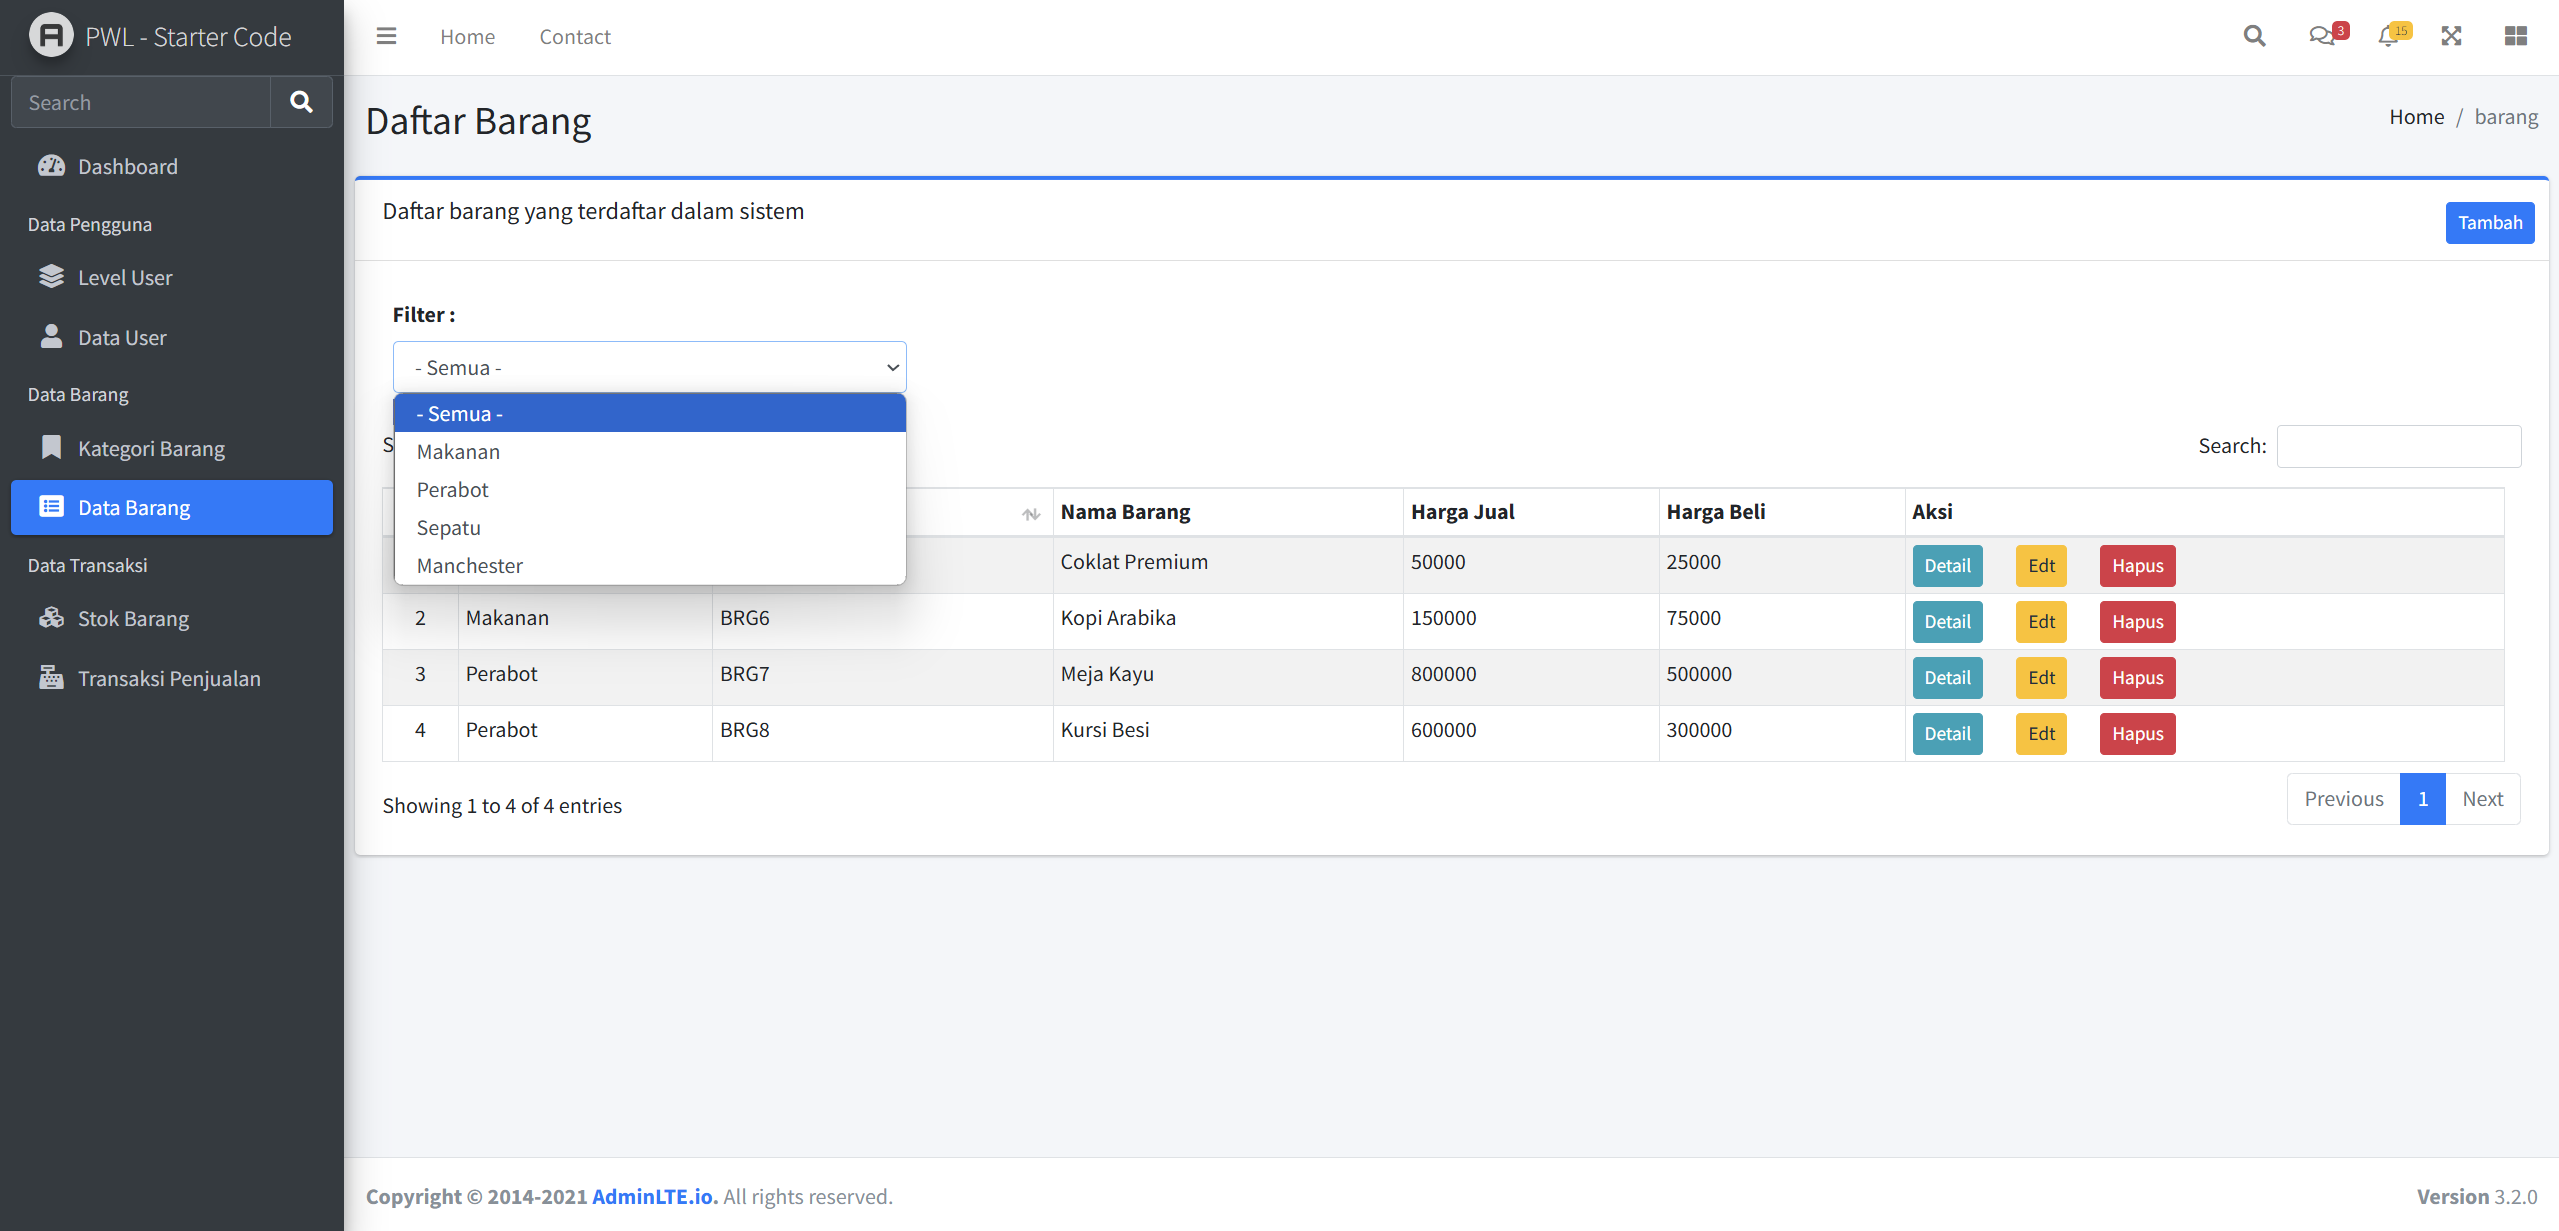 PWL - Starter Code
Home Contact 3 15
Search
Daftar Barang
Home / barang
Dashboard
Data Pengguna
Level User
Data User
Data Barang
Kategori Barang
Data Barang
Data Transaksi
Stok Barang
Transaksi Penjualan
Daftar barang yang terdaftar dalam sistem
Tambah
Filter :
- Semua -
- Semua -
Makanan
Perabot
Sepatu
Manchester
S
Search:
Nama Barang Harga Jual Harga Beli Aksi
Coklat Premium 50000 25000 Detail Edt Hapus
2 Makanan BRG6 Kopi Arabika 150000 75000 Detail Edt Hapus
3 Perabot BRG7 Meja Kayu 800000 500000 Detail Edt Hapus
4 Perabot BRG8 Kursi Besi 600000 300000 Detail Edt Hapus
Showing 1 to 4 of 4 entries
Previous 1 Next
Copyright © 2014-2021 AdminLTE.io. All rights reserved.
Version 3.2.0